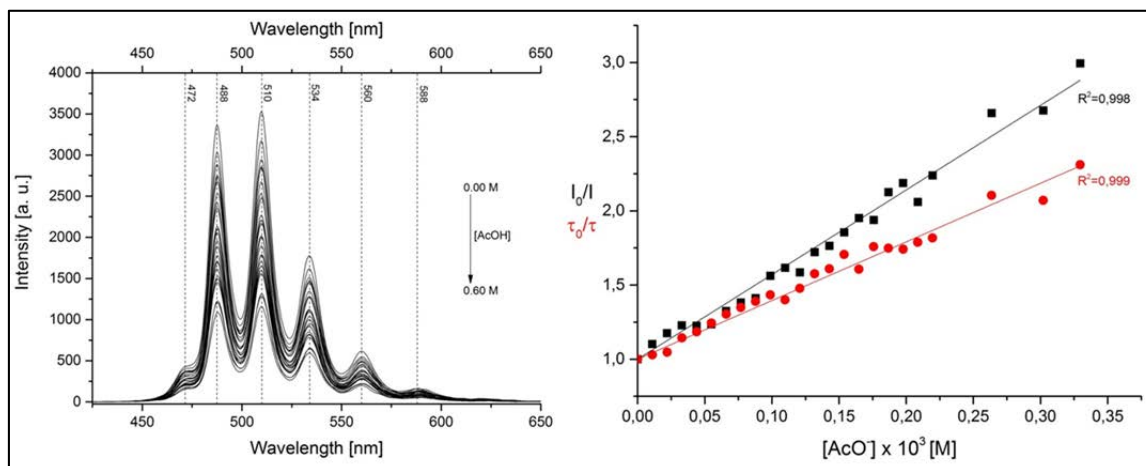 Wavelength [nm]
450 500 550 600 650
4000
3500
3000
2500
2000
1500
1000
500
0
Intensity [a. u.]
472
488
510
534
560
588
0.00 M
[AcOH]
0.60 M
450 500 550 600 650
Wavelength [nm]
3,0
2,5
2,0
1,5
1,0
I₀/I
τ₀/τ
R²=0,998
R²=0,999
0,00 0,05 0,10 0,15 0,20 0,25 0,30 0,35
[AcO⁻] x 10³ [M]